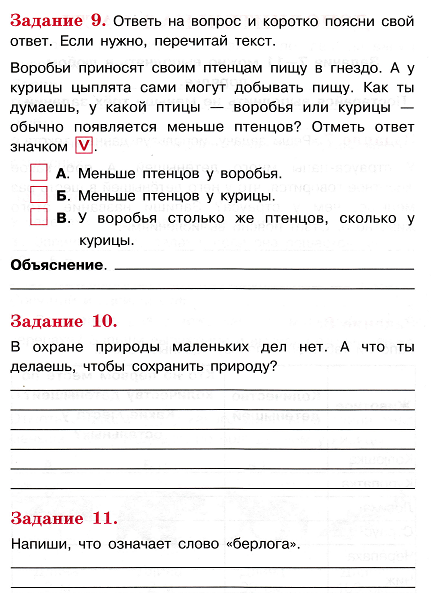 Задание 9. Ответь на вопрос и коротко поясни свой
ответ. Если нужно, перечитай текст.
Воробьи приносят своим птенцам пищу в гнездо. А у
курицы цыплята сами могут добывать пищу. Как ты
думаешь, у какой птицы — воробья или курицы —
обычно появляется меньше птенцов? Отметь ответ
значком V.
А. Меньше птенцов у воробья.
Б. Меньше птенцов у курицы.
В. У воробья столько же птенцов, сколько у
курицы.
Объяснение.
Задание 10.
В охране природы маленьких дел нет. А что ты
делаешь, чтобы сохранить природу?
Задание 11.
Напиши, что означает слово «берлога».